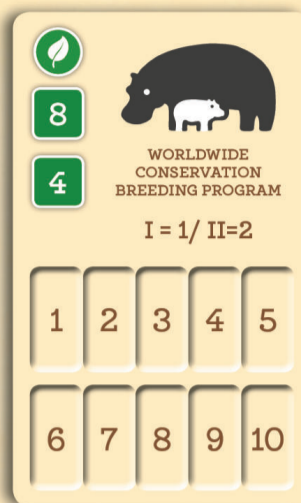 8
4
WORLDWIDE
CONSERVATION
BREEDING PROGRAM
I = 1/ II=2
1 2 3 4 5
6 7 8 9 10